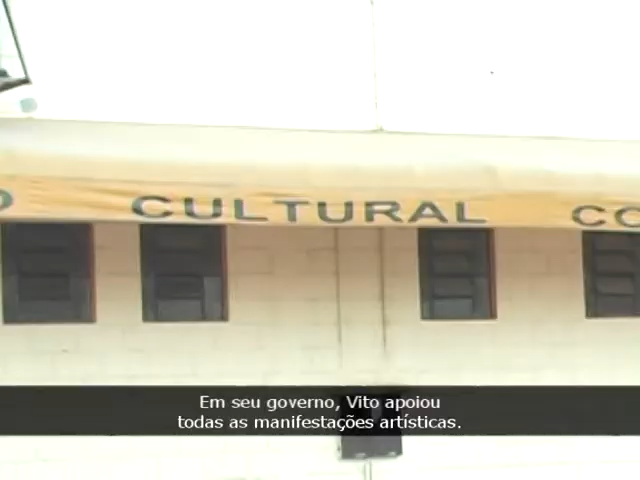 CULTURAL
Em seu governo, Vito apoiou
todas as manifestações artísticas.